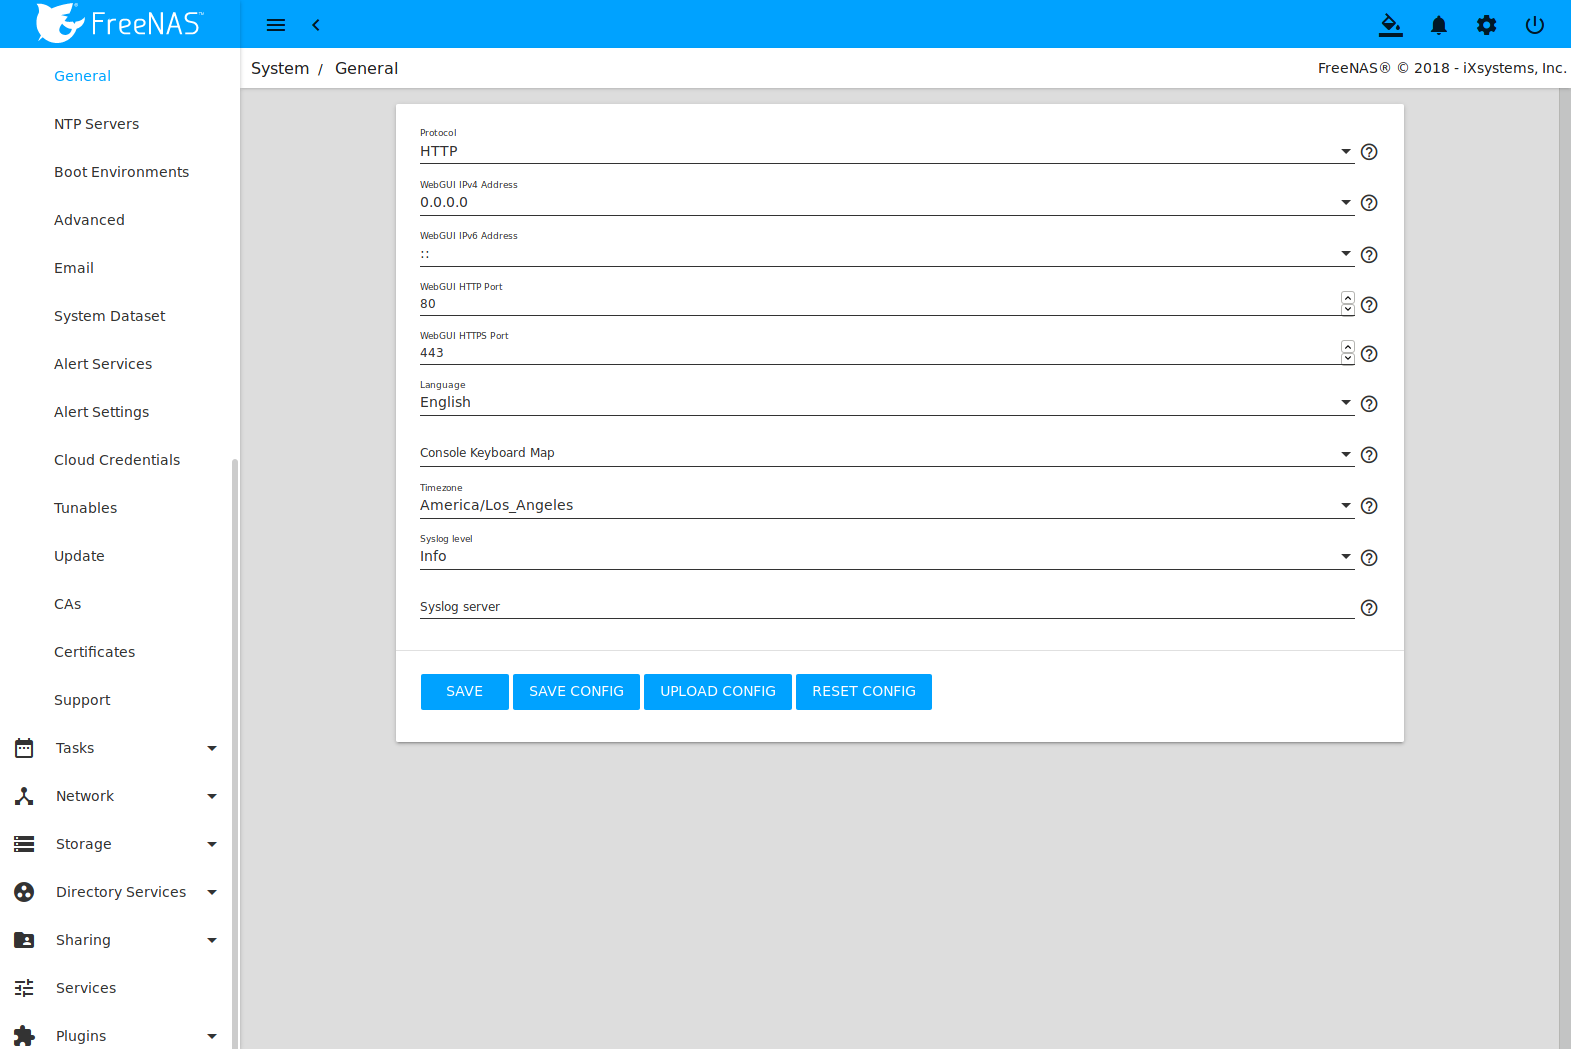 FreeNAS™
General
NTP Servers
Boot Environments
Advanced
Email
System Dataset
Alert Services
Alert Settings
Cloud Credentials
Tunables
Update
CAs
Certificates
Support
Tasks
Network
Storage
Directory Services
Sharing
Services
Plugins
System / General
FreeNAS® © 2018 - iXsystems, Inc.
Protocol
HTTP
WebGUI IPv4 Address
0.0.0.0
WebGUI IPv6 Address
::
WebGUI HTTP Port
80
WebGUI HTTPS Port
443
Language
English
Console Keyboard Map
Timezone
America/Los_Angeles
Syslog level
Info
Syslog server
SAVE SAVE CONFIG UPLOAD CONFIG RESET CONFIG